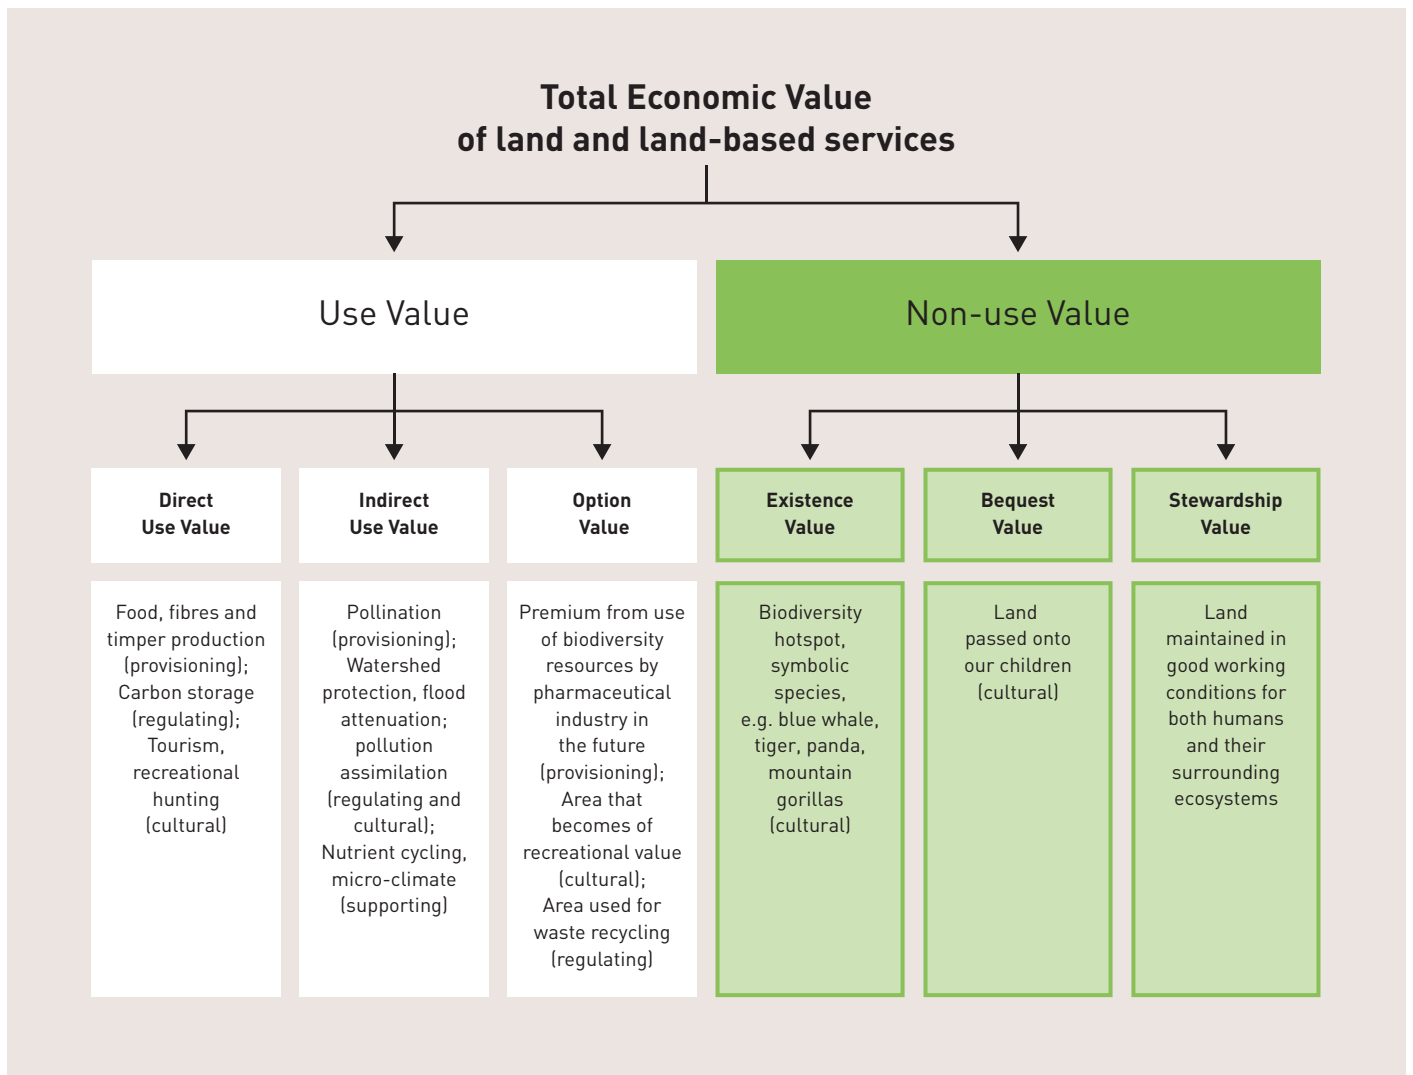 Total Economic Value
of land and land-based services
Use Value
Non-use Value
Direct
Use Value
Indirect
Use Value
Option
Value
Existence
Value
Bequest
Value
Stewardship
Value
Food, fibres and
timper production
(provisioning);
Carbon storage
(regulating);
Tourism,
recreational
hunting
(cultural)
Pollination
(provisioning);
Watershed
protection, flood
attenuation;
pollution
assimilation
(regulating and
cultural);
Nutrient cycling,
micro-climate
(supporting)
Premium from use
of biodiversity
resources by
pharmaceutical
industry in
the future
(provisioning);
Area that
becomes of
recreational value
(cultural);
Area used for
waste recycling
(regulating)
Biodiversity
hotspot,
symbolic
species,
e.g. blue whale,
tiger, panda,
mountain
gorillas
(cultural)
Land
passed onto
our children
(cultural)
Land
maintained in
good working
conditions for
both humans
and their
surrounding
ecosystems